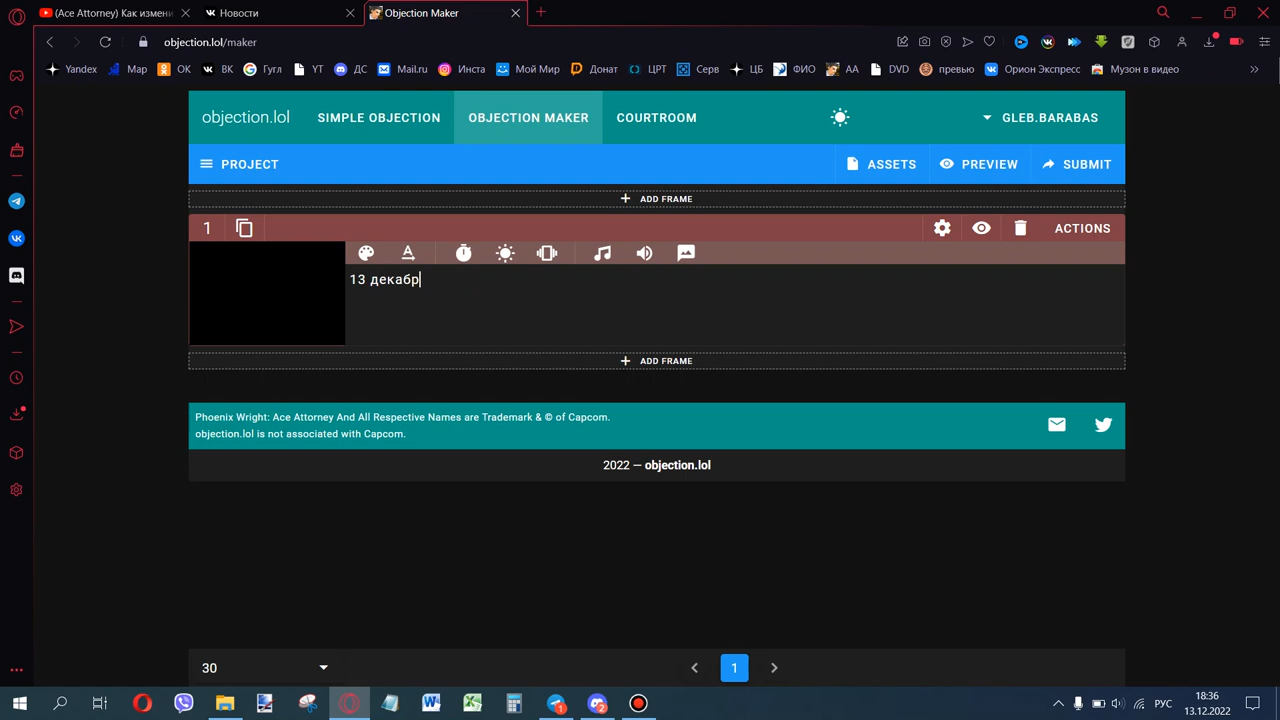 (Ace Attorney) Как измени
Новости
Objection Maker
objection.lol/maker
Yandex
Мар
ОК
ВК
Гугл
YT
ДС
Mail.ru
Инста
Мой Мир
Донат
ЦРТ
Серв
ЦБ
ФИО
АА
DVD
превью
Орион Экспресс
Музон в видео
objection.lol
SIMPLE OBJECTION
OBJECTION MAKER
COURTROOM
GLEB.BARABAS
PROJECT
ASSETS
PREVIEW
SUBMIT
ADD FRAME
1
ACTIONS
13 декабр
ADD FRAME
Phoenix Wright: Ace Attorney And All Respective Names are Trademark & © of Capcom.
objection.lol is not associated with Capcom.
2022 — objection.lol
30
1
1
2
РУС
18:36
13.12.2022